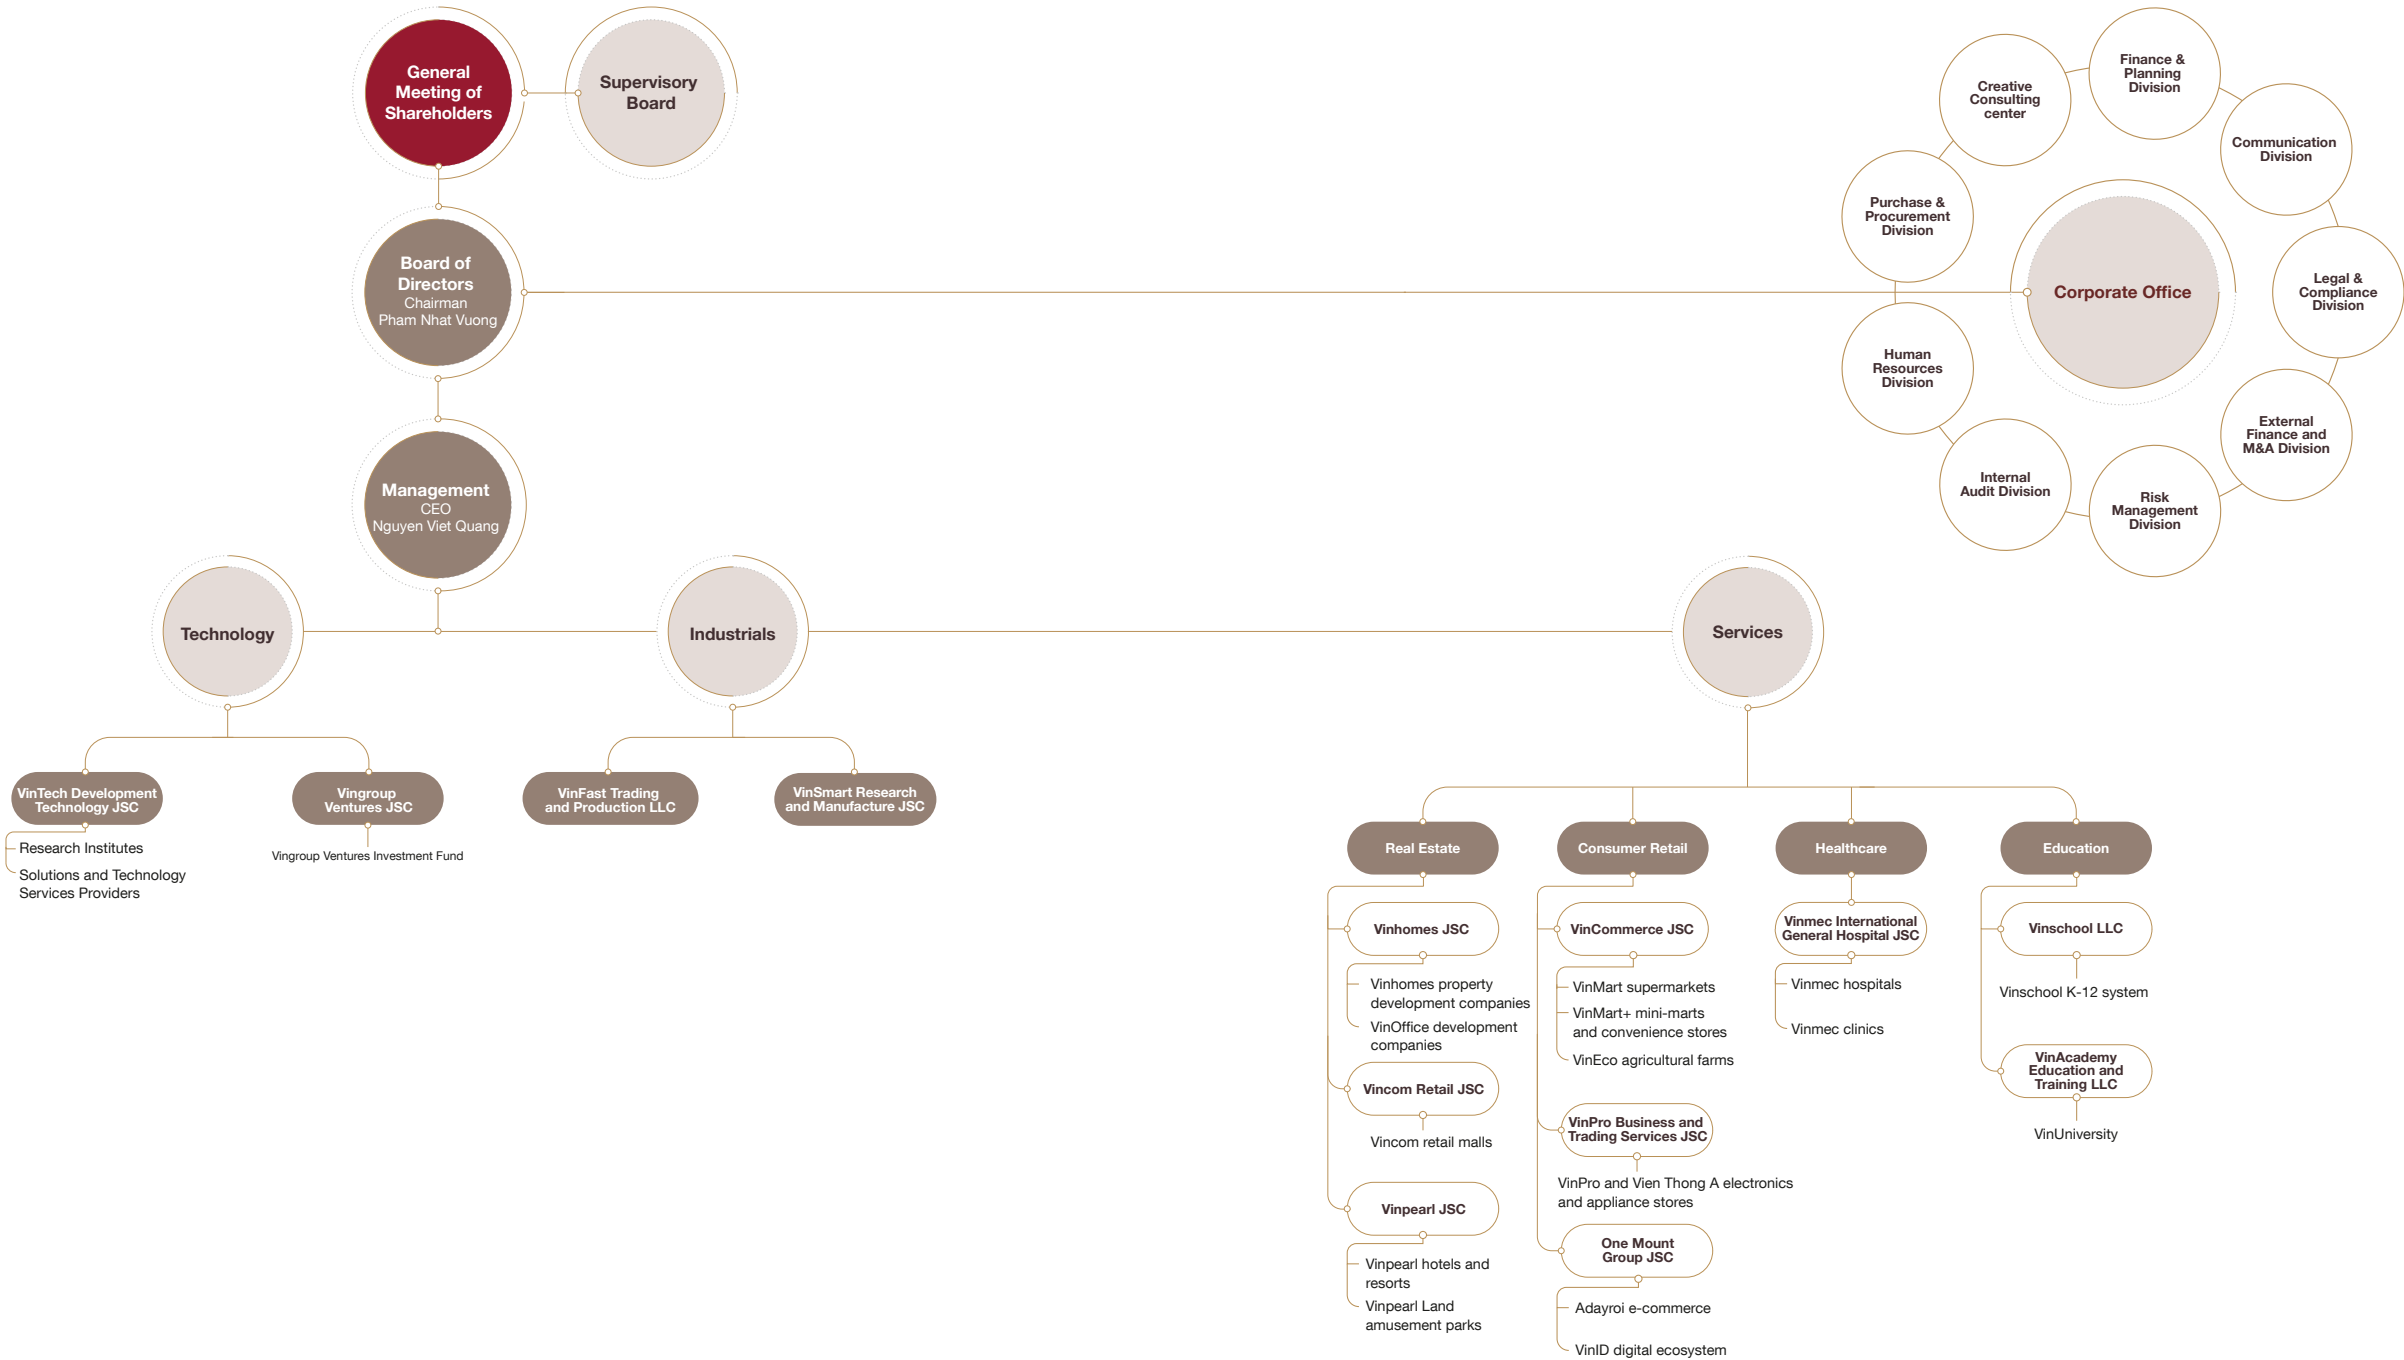 General
Meeting of
Shareholders
Supervisory
Board
Board of
Directors
Chairman
Pham Nhat Vuong
Management
CEO
Nguyen Viet Quang
Corporate Office
Finance &
Planning
Division
Communication
Division
Legal &
Compliance
Division
External
Finance and
M&A Division
Risk
Management
Division
Internal
Audit Division
Human
Resources
Division
Purchase &
Procurement
Division
Creative
Consulting
center
Technology
Industrials
Services
VinTech Development
Technology JSC
Research Institutes
Solutions and Technology
Services Providers
Vingroup
Ventures JSC
Vingroup Ventures Investment Fund
VinFast Trading
and Production LLC
VinSmart Research
and Manufacture JSC
Real Estate
Vinhomes JSC
Vinhomes property
development companies
VinOffice development
companies
Vincom Retail JSC
Vincom retail malls
Vinpearl JSC
Vinpearl hotels and
resorts
Vinpearl Land
amusement parks
Consumer Retail
VinCommerce JSC
VinMart supermarkets
VinMart+ mini-marts
and convenience stores
VinEco agricultural farms
VinPro Business and
Trading Services JSC
VinPro and Vien Thong A electronics
and appliance stores
One Mount
Group JSC
Adayroi e-commerce
VinID digital ecosystem
Healthcare
Vinmec International
General Hospital JSC
Vinmec hospitals
Vinmec clinics
Education
Vinschool LLC
Vinschool K-12 system
VinAcademy
Education and
Training LLC
VinUniversity